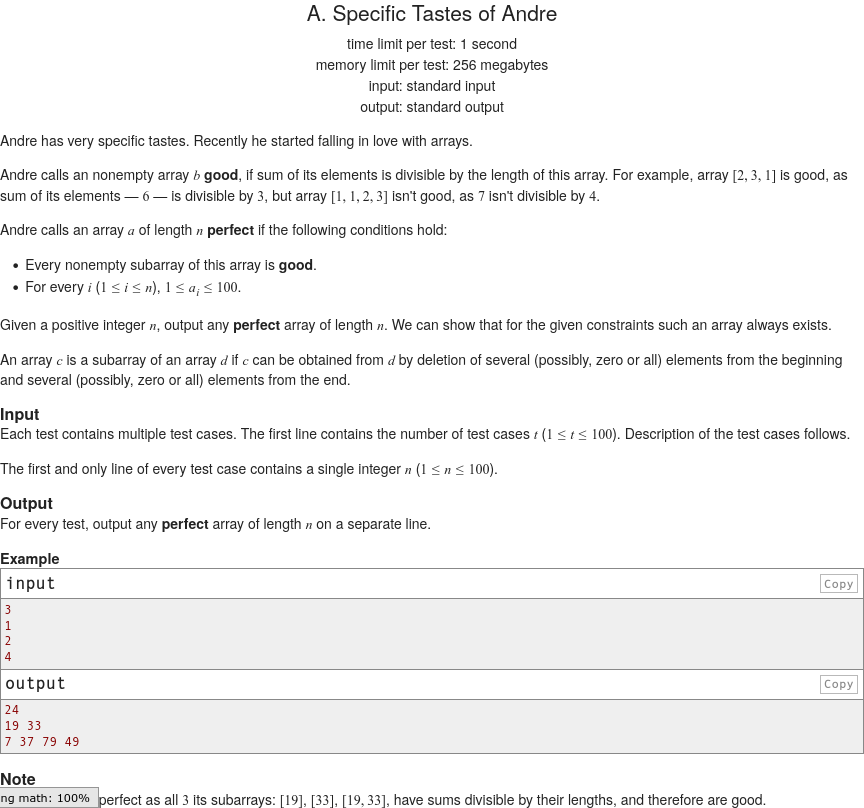 A. Specific Tastes of Andre
time limit per test: 1 second
memory limit per test: 256 megabytes
input: standard input
output: standard output
Andre has very specific tastes. Recently he started falling in love with arrays.
Andre calls an nonempty array b good, if sum of its elements is divisible by the length of this array. For example, array [2, 3, 1] is good, as
sum of its elements — 6 — is divisible by 3, but array [1, 1, 2, 3] isn't good, as 7 isn't divisible by 4.
Andre calls an array a of length n perfect if the following conditions hold:
• Every nonempty subarray of this array is good.
• For every i (1 ≤ i ≤ n), 1 ≤ a_i ≤ 100.
Given a positive integer n, output any perfect array of length n. We can show that for the given constraints such an array always exists.
An array c is a subarray of an array d if c can be obtained from d by deletion of several (possibly, zero or all) elements from the beginning
and several (possibly, zero or all) elements from the end.
Input
Each test contains multiple test cases. The first line contains the number of test cases t (1 ≤ t ≤ 100). Description of the test cases follows.
The first and only line of every test case contains a single integer n (1 ≤ n ≤ 100).
Output
For every test, output any perfect array of length n on a separate line.
Example
input Copy
3
1
2
4
output Copy
24
19 33
7 37 79 49
Note
ng math: 100% perfect as all 3 its subarrays: [19], [33], [19, 33], have sums divisible by their lengths, and therefore are good.